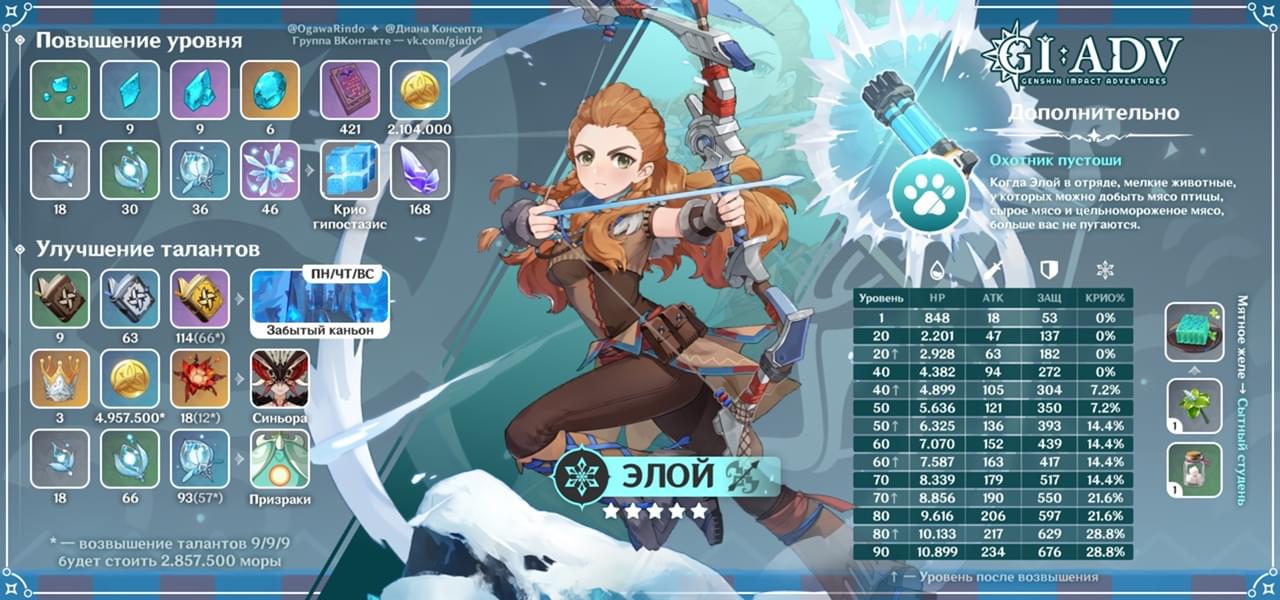 Повышение уровня
@OgawaRindo ✦ @Диана Консепта
Группа ВКонтакте — vk.com/giadv
1 9 9 6 421 2.104.000
18 30 36 46 Крио гипостазис 168
Улучшение талантов
ПН/ЧТ/ВС
Забытый каньон
9 63 114(66*)
3 4.957.500* 18(12*) Синьора
18 66 93(57*) Призраки
* — возвышение талантов 9/9/9
будет стоить 2.857.500 моры
ЭЛОЙ
GI:ADV
GENSHIN IMPACT ADVENTURES
Дополнительно
Охотник пустоши
Когда Элой в отряде, мелкие животные,
у которых можно добыть мясо птицы,
сырое мясо и цельномороженое мясо,
больше вас не пугаются.
Уровень HP АТК ЗАЩ КРИО%
1 848 18 53 0%
20 2.201 47 137 0%
20↑ 2.928 63 182 0%
40 4.382 94 272 0%
40↑ 4.899 105 304 7.2%
50 5.636 121 350 7.2%
50↑ 6.325 136 393 14.4%
60 7.070 152 439 14.4%
60↑ 7.587 163 417 14.4%
70 8.339 179 517 14.4%
70↑ 8.856 190 550 21.6%
80 9.616 206 597 21.6%
80↑ 10.133 217 629 28.8%
90 10.899 234 676 28.8%
↑ — Уровень после возвышения
1
1
Мятное желе → Сытный студень